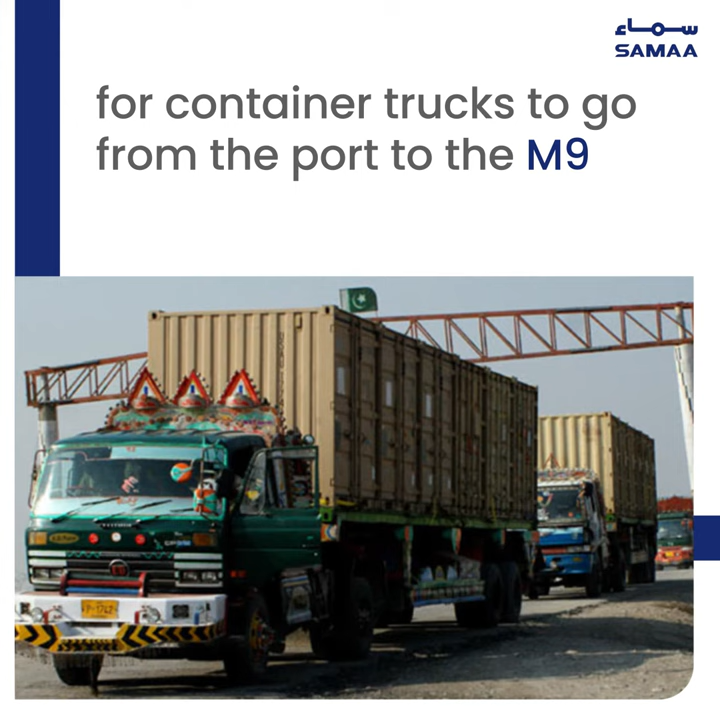 سماء
SAMAA
for container trucks to go
from the port to the M9